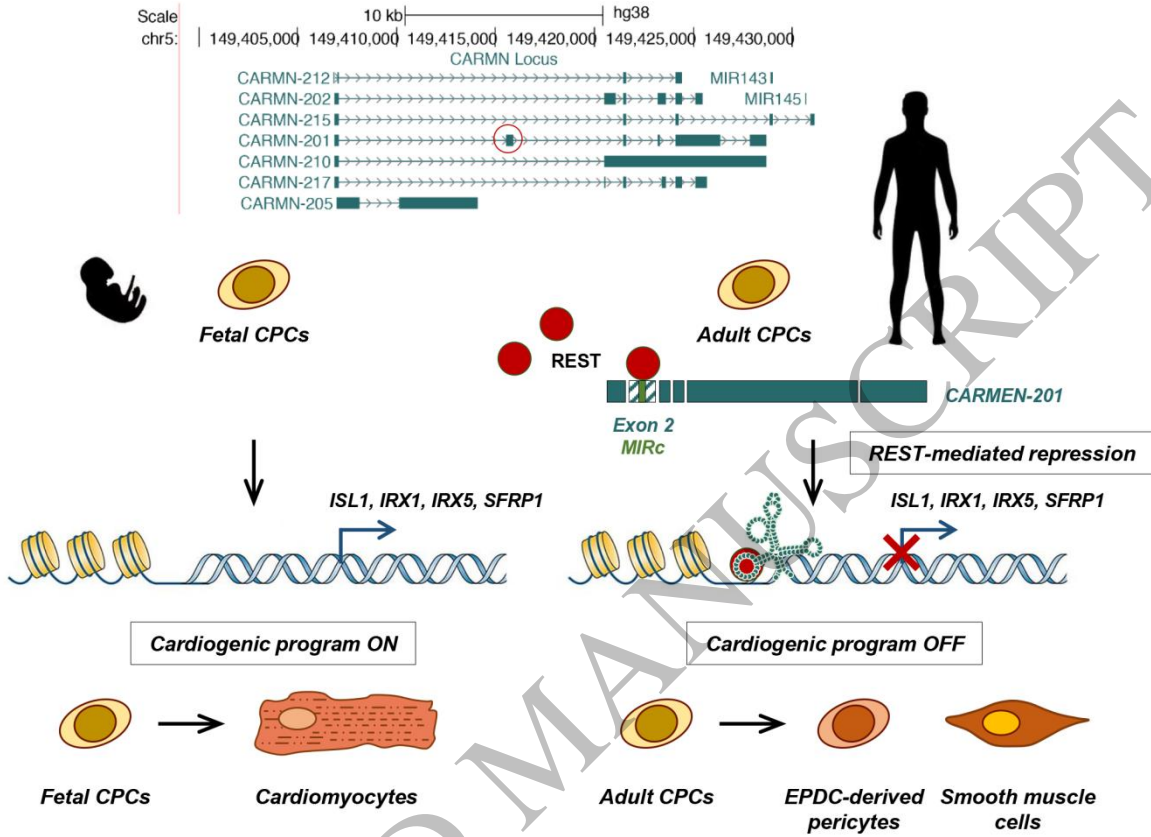 Scale 10 kb hg38
chr5: 149,405,000 149,410,000 149,415,000 149,420,000 149,425,000 149,430,000
CARMN Locus
CARMN-212 MIR143
CARMN-202 MIR145
CARMN-215
CARMN-201
CARMN-210
CARMN-217
CARMN-205
Fetal CPCs
Adult CPCs
REST
CARMEN-201
Exon 2
MIRc
REST-mediated repression
ISL1, IRX1, IRX5, SFRP1
ISL1, IRX1, IRX5, SFRP1
Cardiogenic program ON
Cardiogenic program OFF
Fetal CPCs
Cardiomyocytes
Adult CPCs
EPDC-derived
pericytes
Smooth muscle
cells
MANUSCRIPT